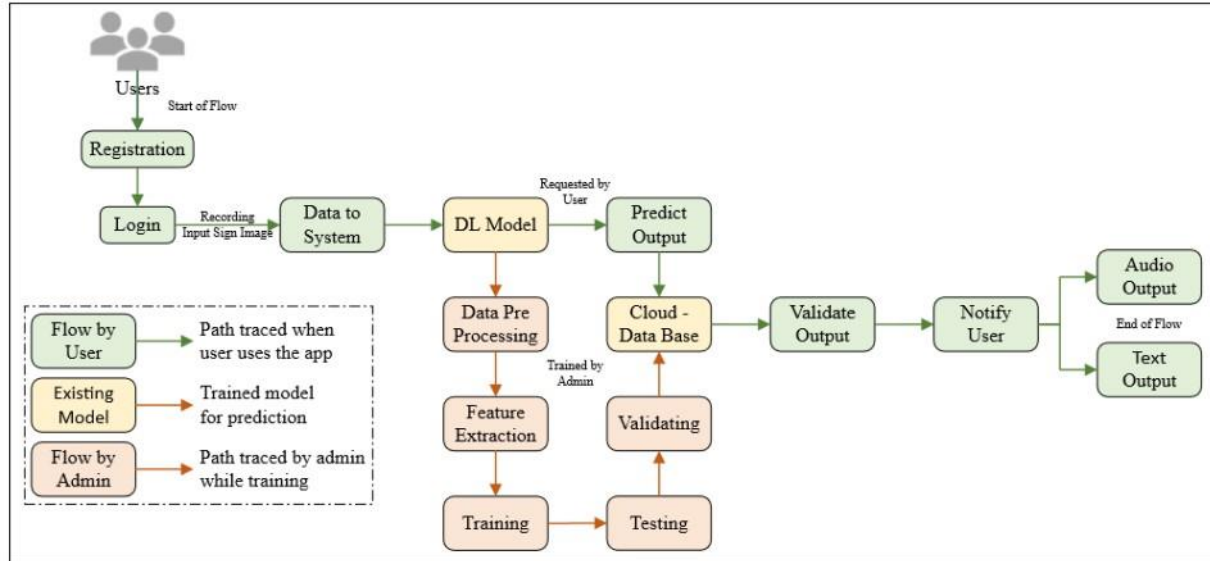 Users
Start of Flow
Registration
Login
Recording
Input Sign Image
Data to
System
DL Model
Requested by
User
Predict
Output
Data Pre
Processing
Cloud -
Data Base
Validate
Output
Notify
User
Audio
Output
End of Flow
Text
Output
Trained by
Admin
Feature
Extraction
Validating
Training
Testing
Flow by
User
Path traced when
user uses the app
Existing
Model
Trained model
for prediction
Flow by
Admin
Path traced by admin
while training